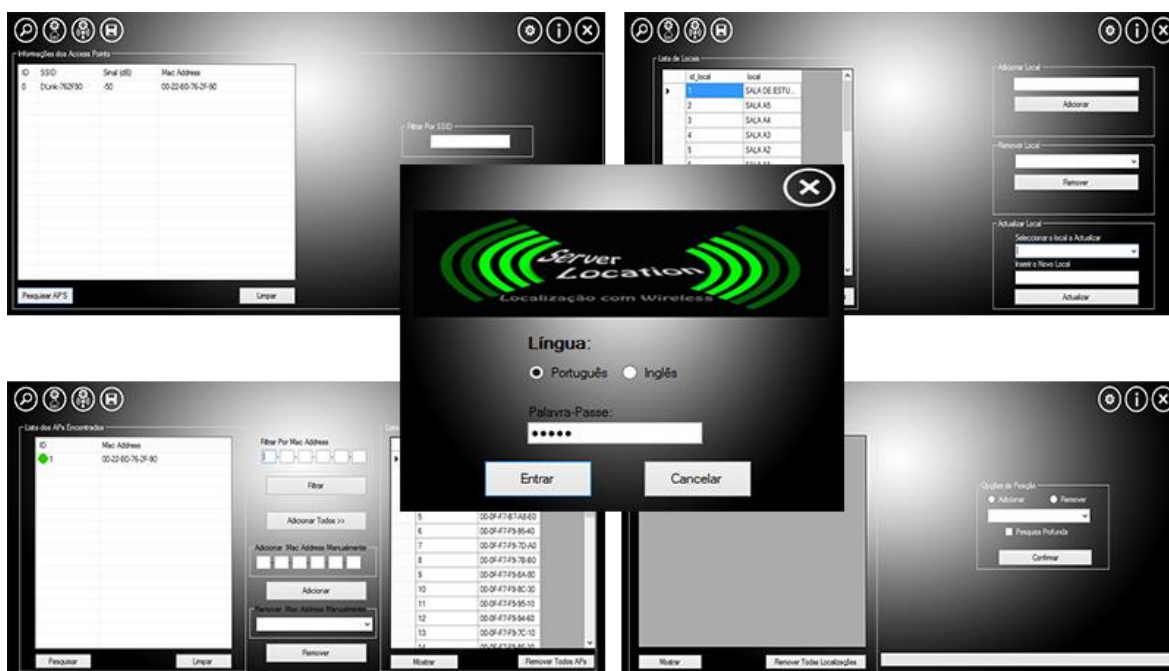 Informações dos Access Points
ID SSID Sinal (dB) Mac Address
0 DLink-762F90 -50 00-22-B0-76-2F-90
Filtrar Por SSID
Pesquisar AP'S
Limpar
Lista de Locais
id_local local
1 SALA DE ESTU...
2 SALA A5
3 SALA A4
4 SALA A3
5 SALA A2
Adicionar Local
Adicionar
Remover Local
Remover
Actualizar Local
Seleccionar o local a Actualizar
Inserir o Novo Local
Actualizar
Server
Location
Localização com Wireless
Língua:
Português Inglês
Palavra-Passe:
Entrar Cancelar
Lista dos APs Encontrados
ID Mac Address
1 00-22-B0-76-2F-90
Pesquisar
Limpar
Filtrar Por Mac Address
Filtrar
Adicionar Todos >>
Adicionar Mac Address Manualmente
Adicionar
Remover Mac Address Manualmente
Remover
5 00-0F-F7-B7-A8-E0
6 00-0F-F7-F9-95-40
7 00-0F-F7-F9-7D-A0
8 00-0F-F7-F9-7B-B0
9 00-0F-F7-F9-8A-80
10 00-0F-F7-F9-8C-30
11 00-0F-F7-F9-95-10
12 00-0F-F7-F9-94-60
13 00-0F-F7-F9-7C-10
Mostrar
Remover Todos APs
Opções de Posição
Adicionar Remover
Pesquisa Profunda
Confirmar
Mostrar
Remover Todas Localizações